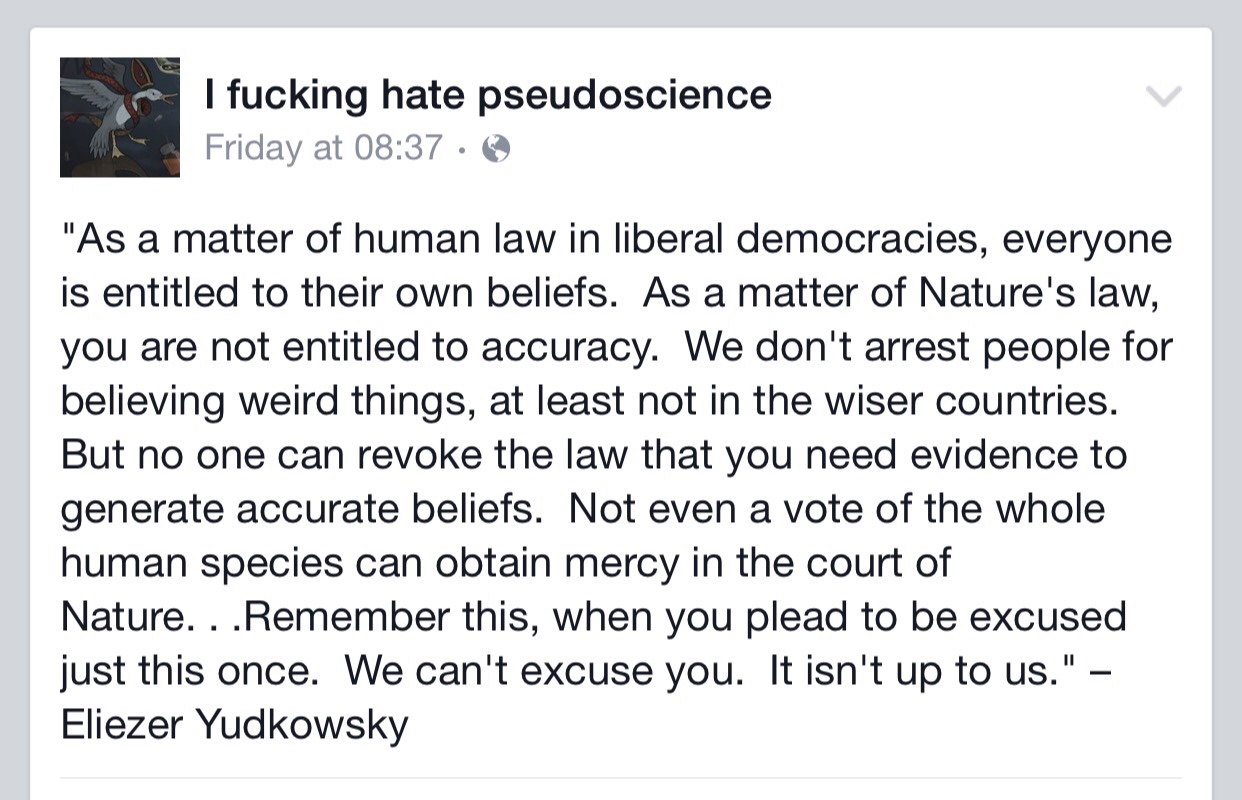 I fucking hate pseudoscience
Friday at 08:37 ·
"As a matter of human law in liberal democracies, everyone
is entitled to their own beliefs.  As a matter of Nature's law,
you are not entitled to accuracy.  We don't arrest people for
believing weird things, at least not in the wiser countries.
But no one can revoke the law that you need evidence to
generate accurate beliefs.  Not even a vote of the whole
human species can obtain mercy in the court of
Nature. . .Remember this, when you plead to be excused
just this once.  We can't excuse you.  It isn't up to us." –
Eliezer Yudkowsky